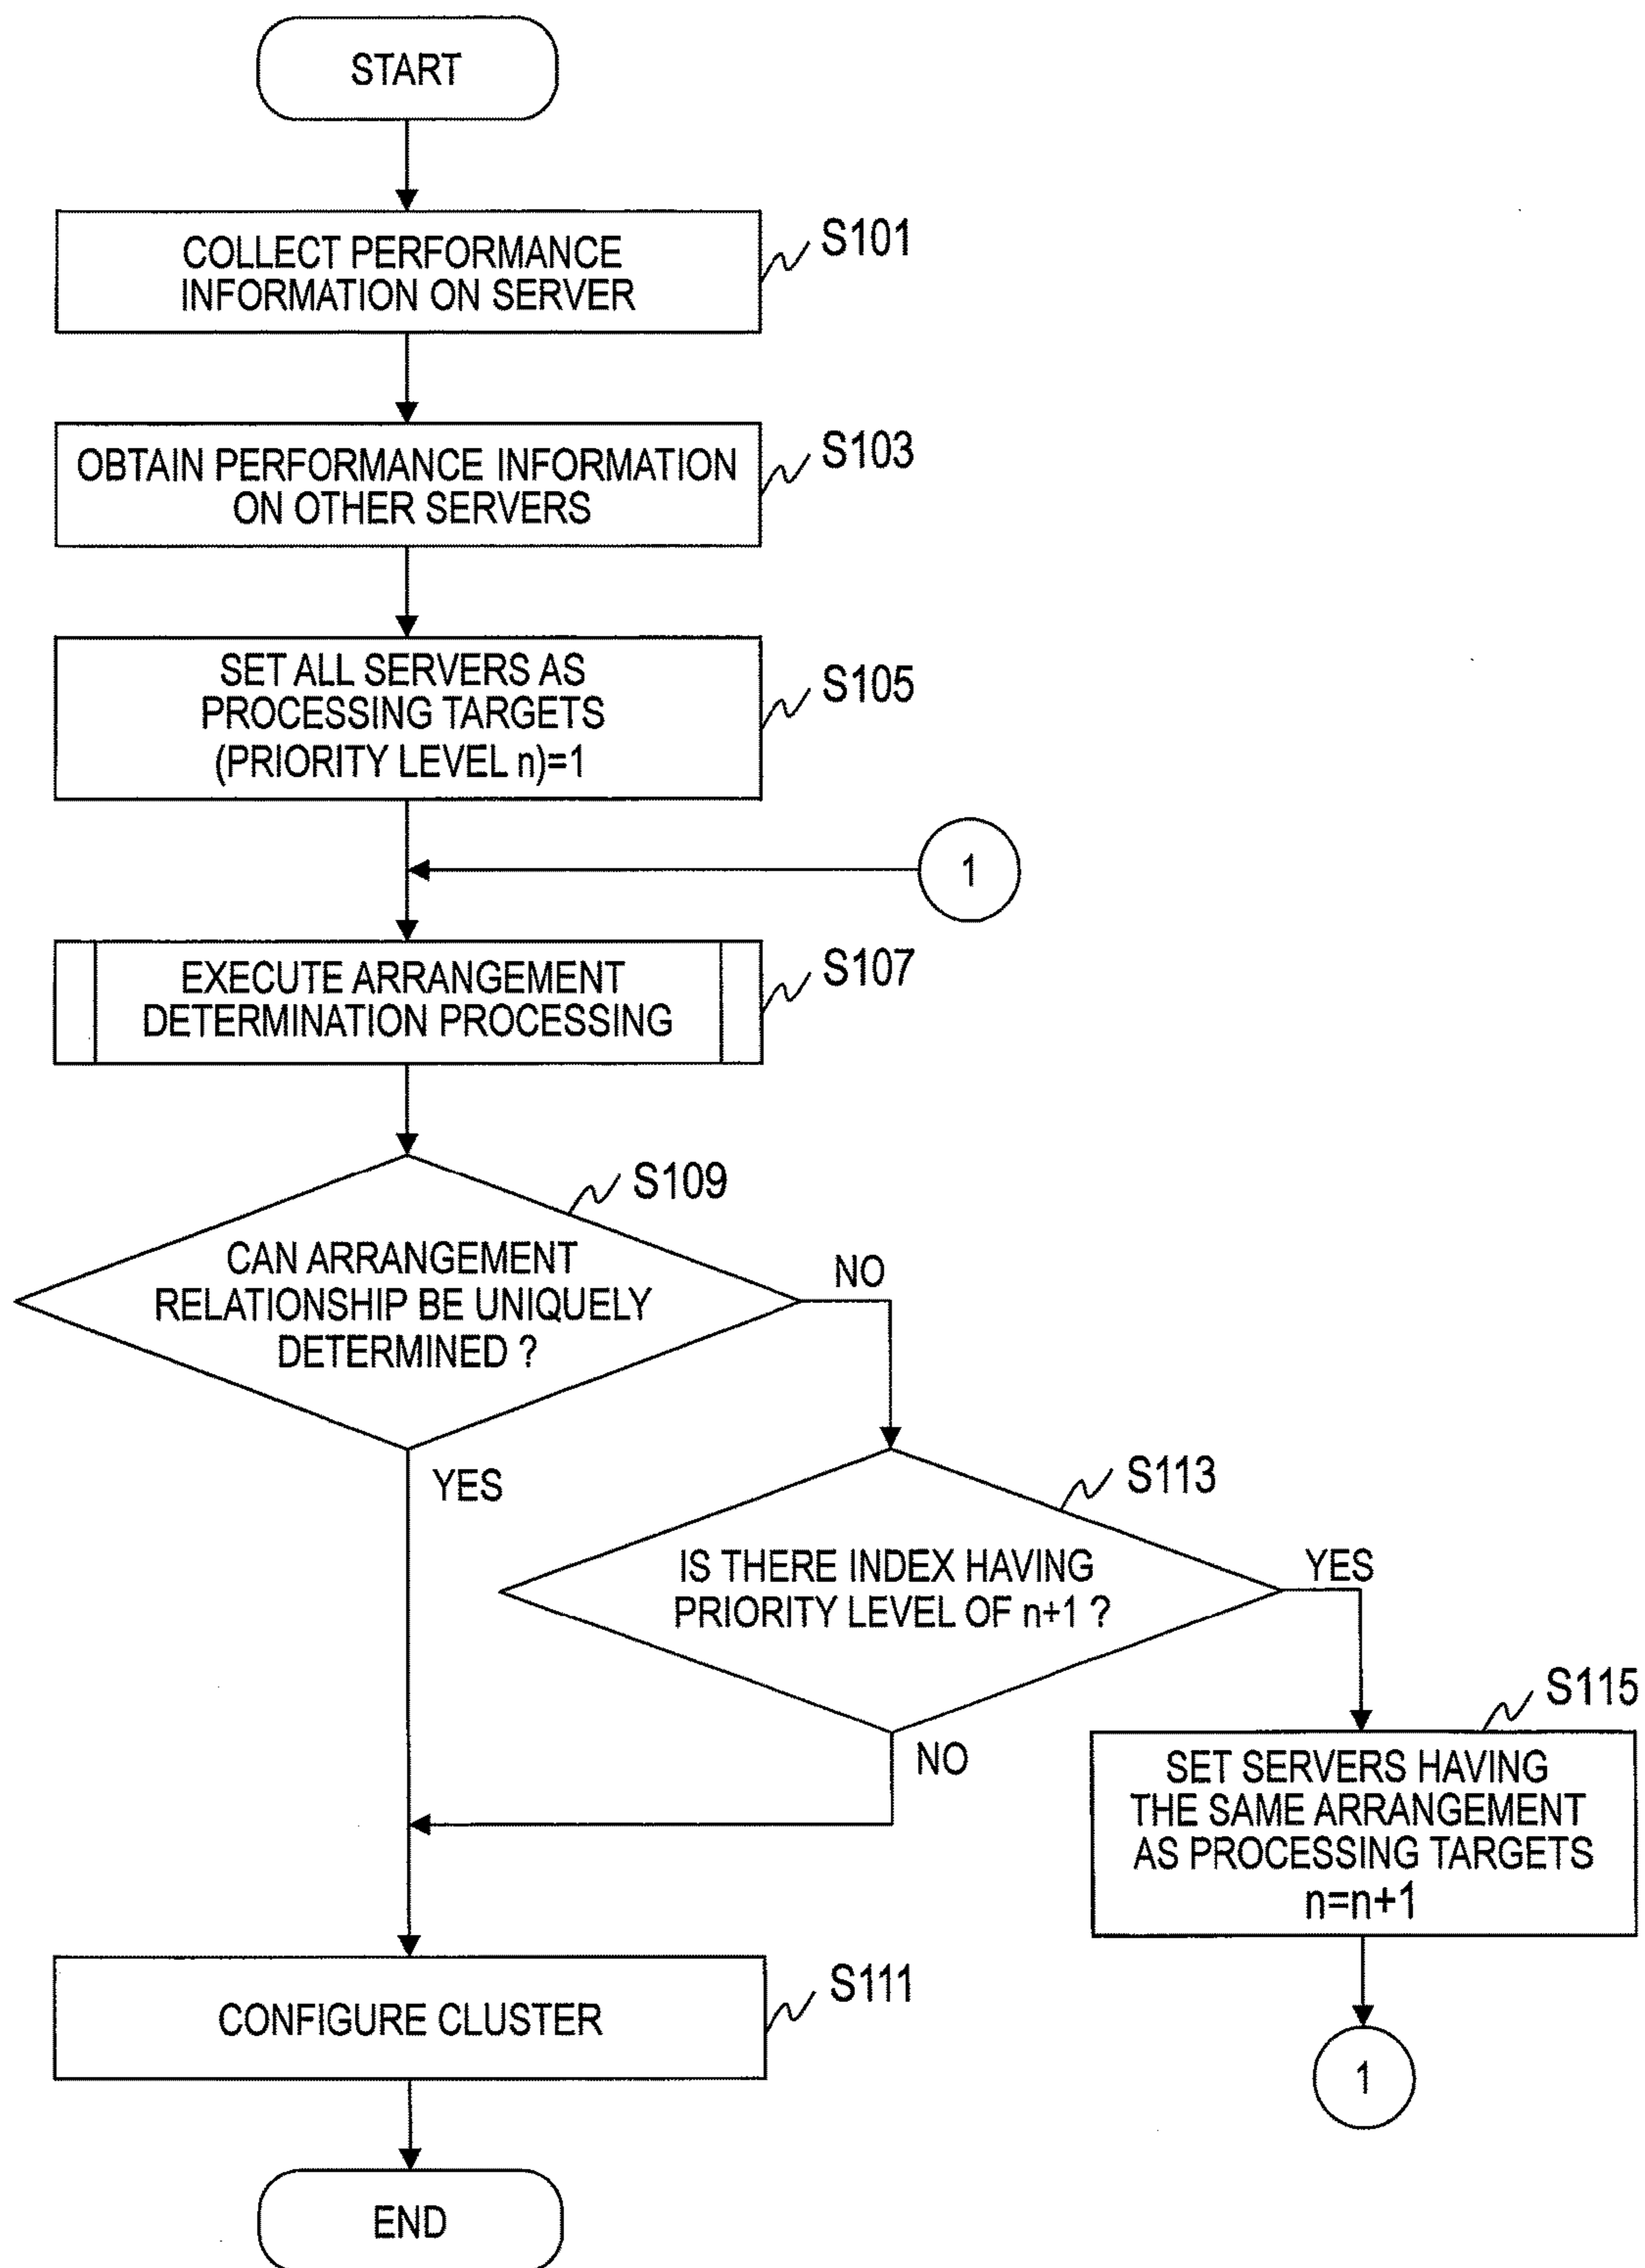 START
COLLECT PERFORMANCE
INFORMATION ON SERVER
S101
OBTAIN PERFORMANCE INFORMATION
ON OTHER SERVERS
S103
SET ALL SERVERS AS
PROCESSING TARGETS
(PRIORITY LEVEL n)=1
S105
1
EXECUTE ARRANGEMENT
DETERMINATION PROCESSING
S107
S109
CAN ARRANGEMENT
RELATIONSHIP BE UNIQUELY
DETERMINED ?
NO
YES
S113
IS THERE INDEX HAVING
PRIORITY LEVEL OF n+1 ?
YES
NO
S115
SET SERVERS HAVING
THE SAME ARRANGEMENT
AS PROCESSING TARGETS
n=n+1
1
CONFIGURE CLUSTER
S111
END